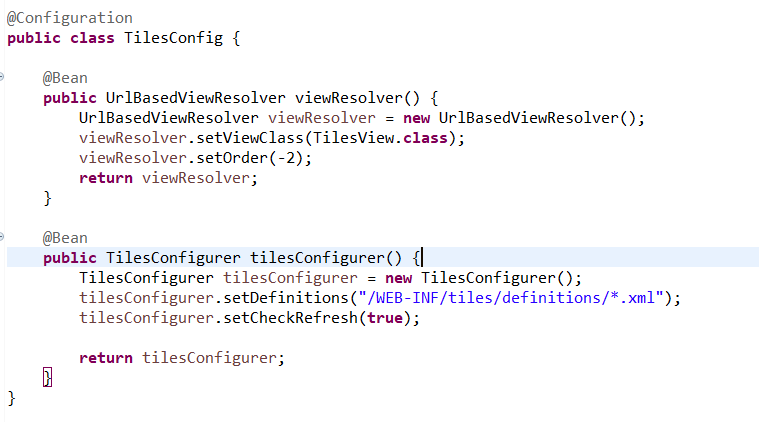 @Configuration
public class TilesConfig {
@Bean
public UrlBasedViewResolver viewResolver() {
UrlBasedViewResolver viewResolver = new UrlBasedViewResolver();
viewResolver.setViewClass(TilesView.class);
viewResolver.setOrder(-2);
return viewResolver;
}
@Bean
public TilesConfigurer tilesConfigurer() {
TilesConfigurer tilesConfigurer = new TilesConfigurer();
tilesConfigurer.setDefinitions("/WEB-INF/tiles/definitions/*.xml");
tilesConfigurer.setCheckRefresh(true);
return tilesConfigurer;
}
}